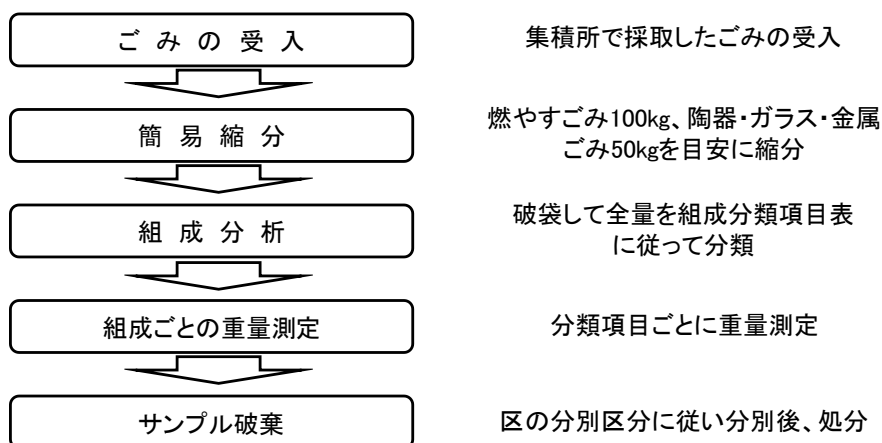 ごみの受入
集積所で採取したごみの受入
簡易縮分
燃やすごみ100kg、陶器・ガラス・金属
ごみ50kgを目安に縮分
組成分析
破袋して全量を組成分類項目表
に従って分類
組成ごとの重量測定
分類項目ごとに重量測定
サンプル破棄
区の分別区分に従い分別後、処分